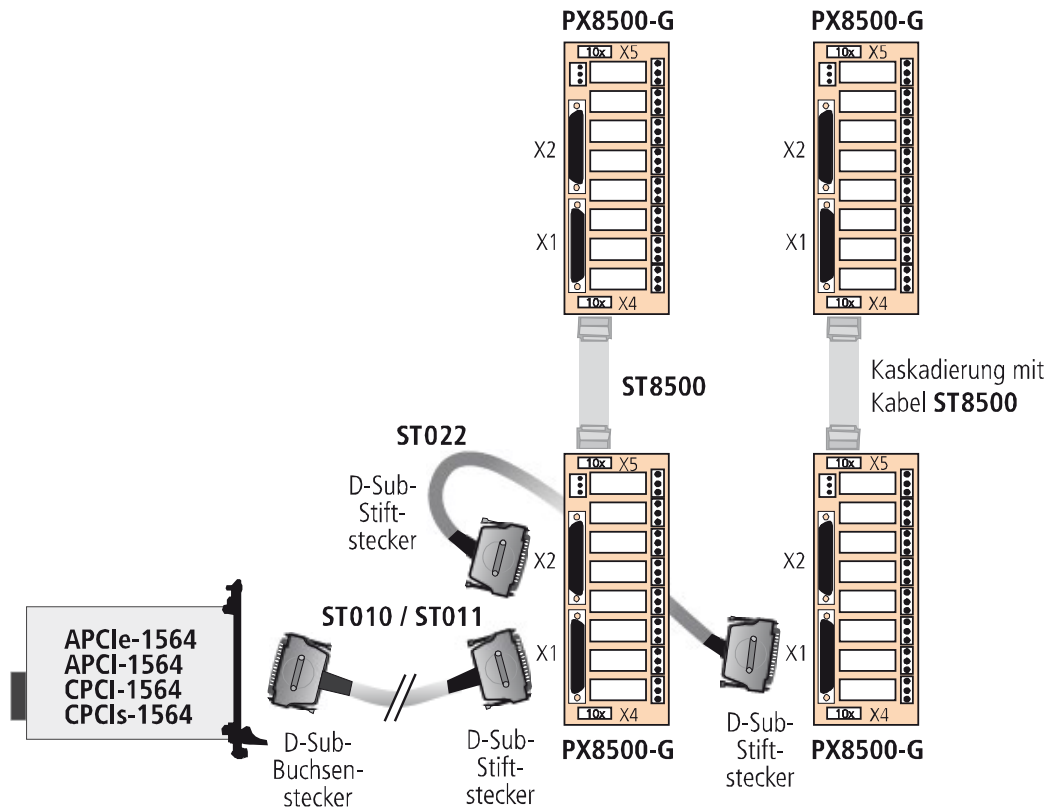 PX8500-G
PX8500-G
10x X5
10x X5
X2
X2
X1
X1
10x X4
10x X4
ST8500
Kaskadierung mit
Kabel ST8500
ST022
D-Sub-
Stift-
stecker
10x X5
10x X5
X2
X2
X1
X1
10x X4
10x X4
PX8500-G
PX8500-G
ST010 / ST011
APCIe-1564
APCI-1564
CPCI-1564
CPCIs-1564
D-Sub-
Buchsen-
stecker
D-Sub-
Stift-
stecker
D-Sub-
Stift-
stecker